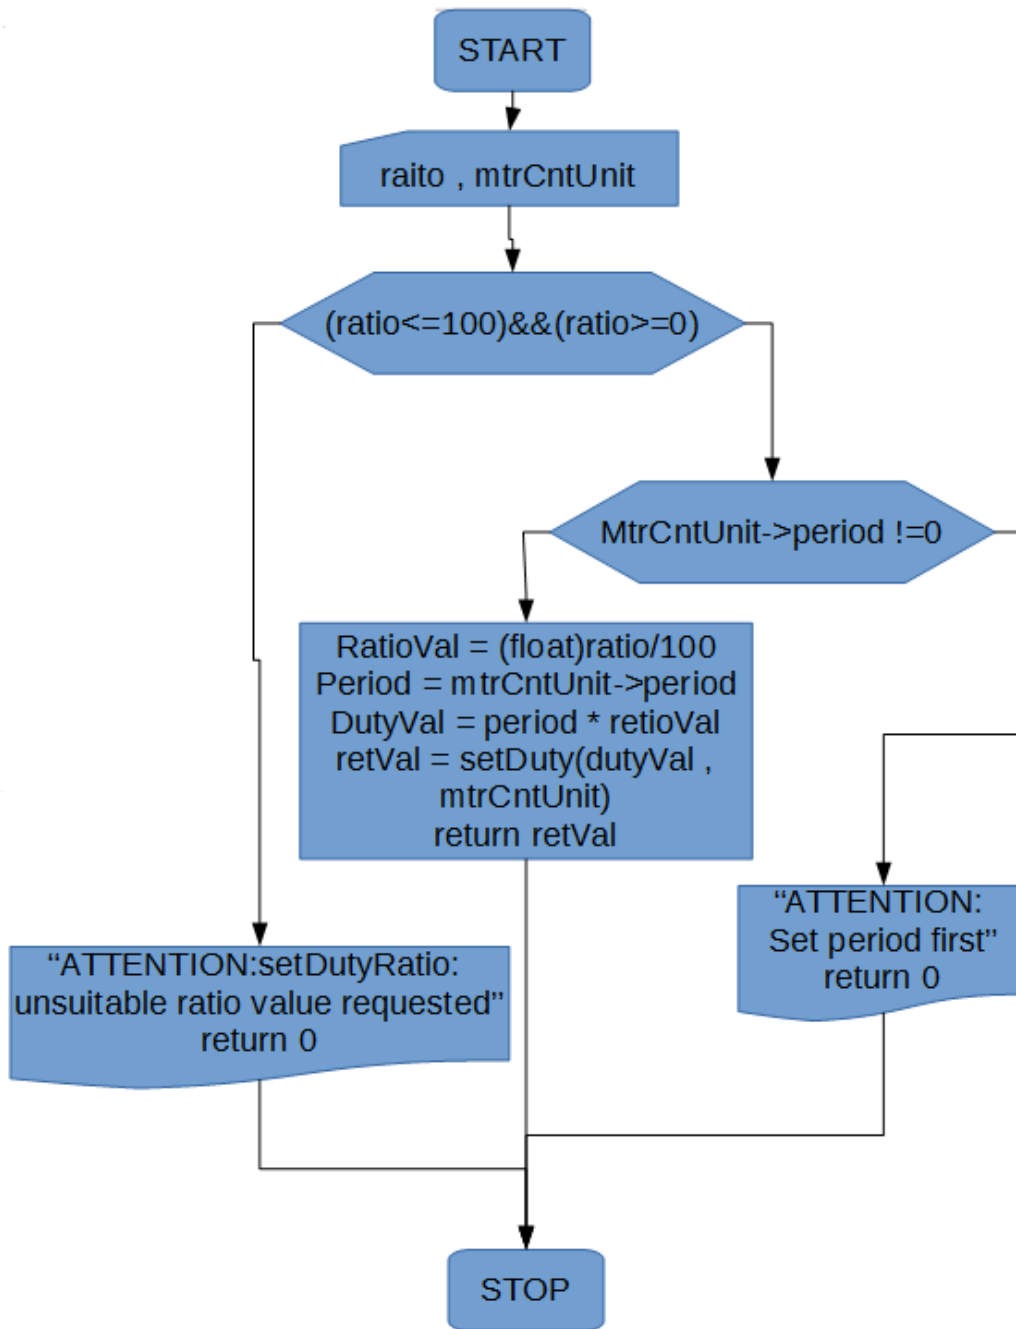 START
raito , mtrCntUnit
(ratio<=100)&&(ratio>=0)
MtrCntUnit->period !=0
RatioVal = (float)ratio/100
Period = mtrCntUnit->period
DutyVal = period * retioVal
retVal = setDuty(dutyVal ,
mtrCntUnit)
return retVal
“ATTENTION:
Set period first”
return 0
“ATTENTION:setDutyRatio:
unsuitable ratio value requested”
return 0
STOP